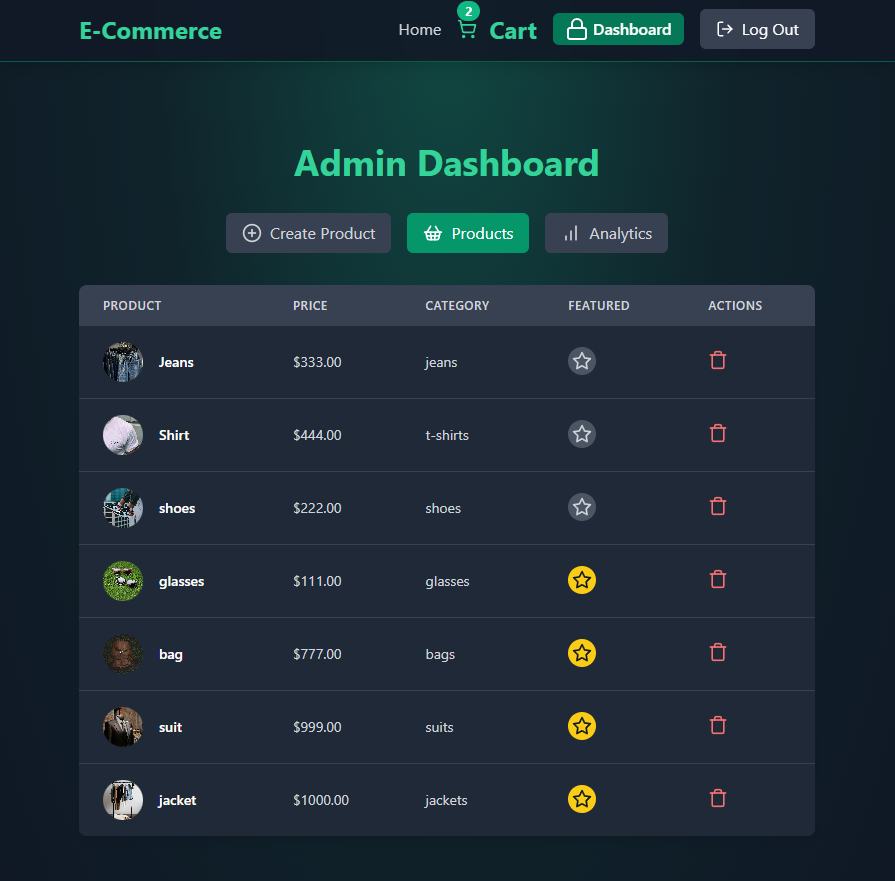 E-Commerce
Home
2
Cart
Dashboard
Log Out
Admin Dashboard
Create Product
Products
Analytics
PRODUCT PRICE CATEGORY FEATURED ACTIONS
Jeans $333.00 jeans
Shirt $444.00 t-shirts
shoes $222.00 shoes
glasses $111.00 glasses
bag $777.00 bags
suit $999.00 suits
jacket $1000.00 jackets